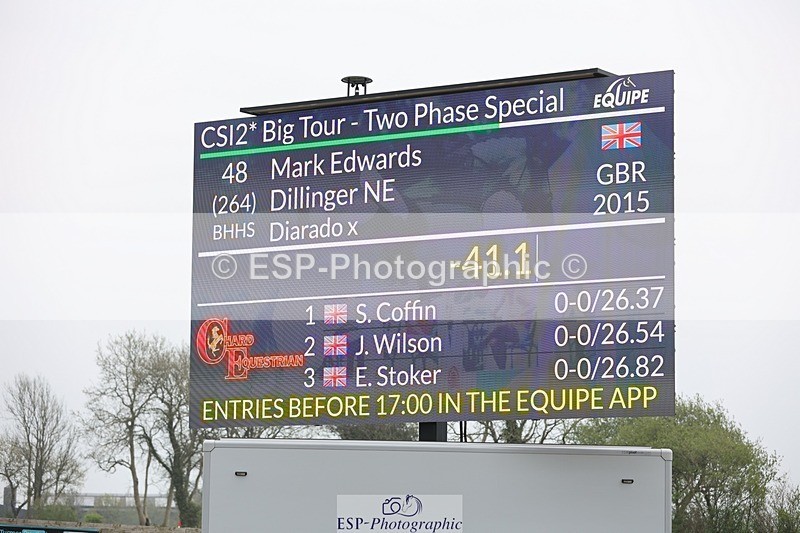 CSI2* Big Tour - Two Phase Special
EQUIPE
48 Mark Edwards
(264) Dillinger NE GBR
BHHS Diarado x 2015
-41.1
© ESP-Photographic ©
1 S. Coffin 0-0/26.37
2 J. Wilson 0-0/26.54
3 E. Stoker 0-0/26.82
CHARD
EQUESTRIAN
ENTRIES BEFORE 17:00 IN THE EQUIPE APP
ESP-Photographic